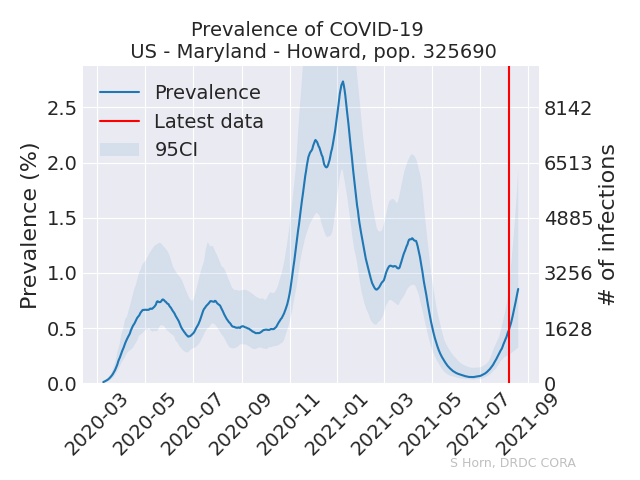 Prevalence of COVID-19
US - Maryland - Howard, pop. 325690
Prevalence
Latest data
95CI
Prevalence (%)
2.5
2.0
1.5
1.0
0.5
0.0
8142
6513
4885
3256
1628
0
# of infections
2020-03
2020-05
2020-07
2020-09
2020-11
2021-01
2021-03
2021-05
2021-07
2021-09
S Horn, DRDC CORA